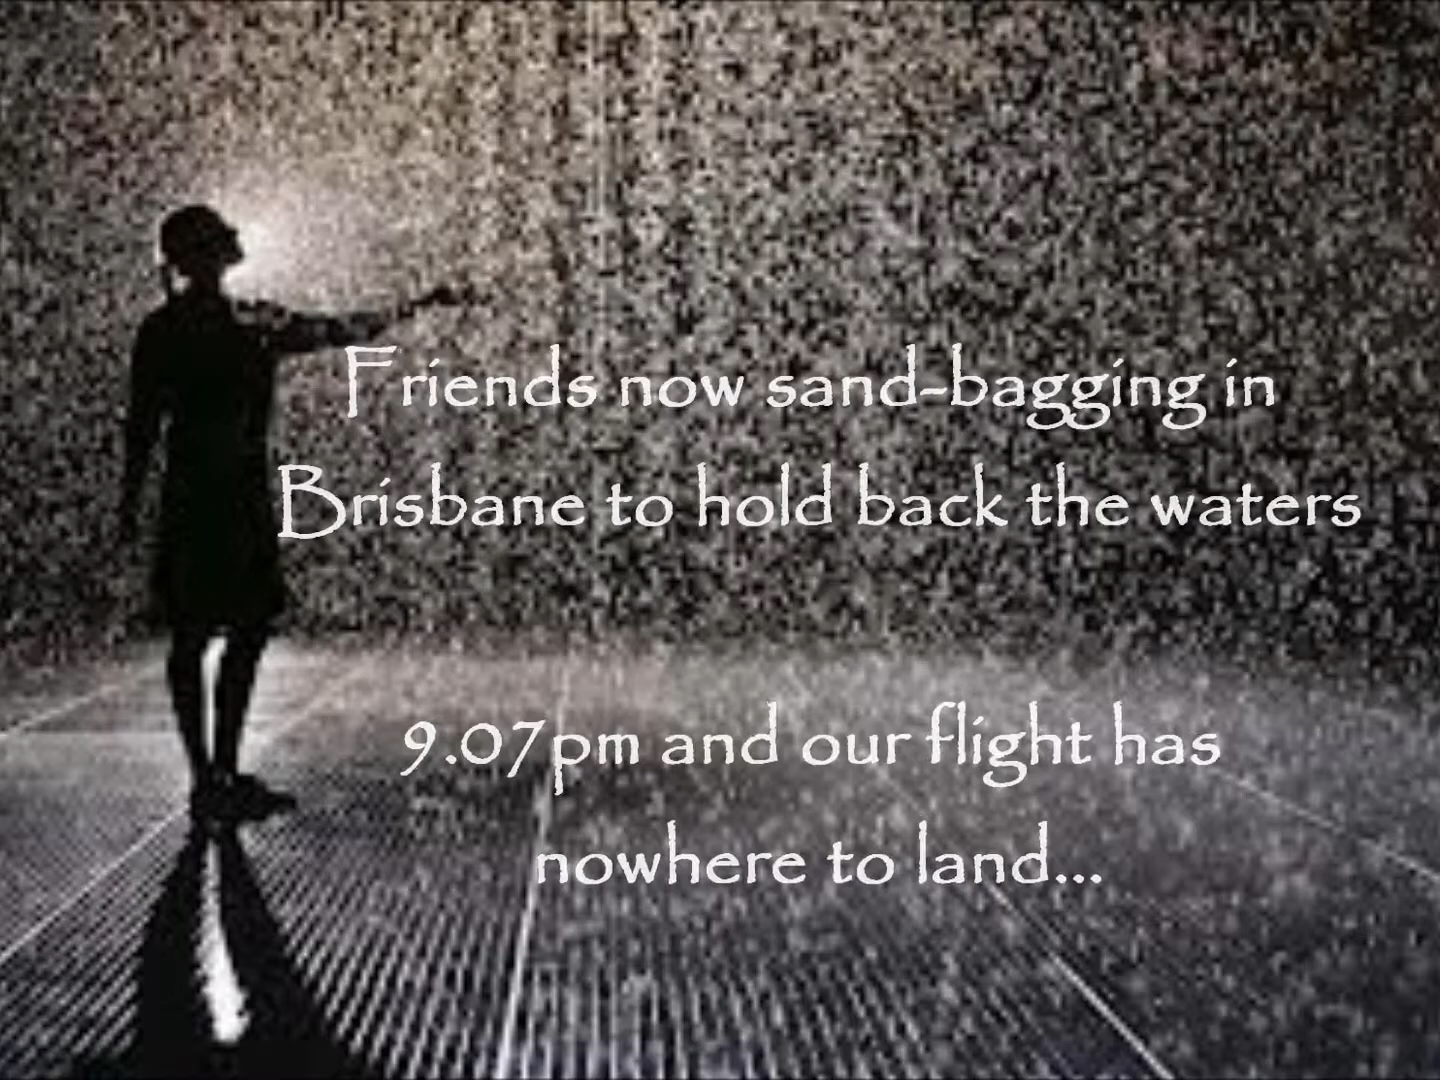 Friends now sand-bagging in
Brisbane to hold back the waters
9.07pm and our flight has
nowhere to land...